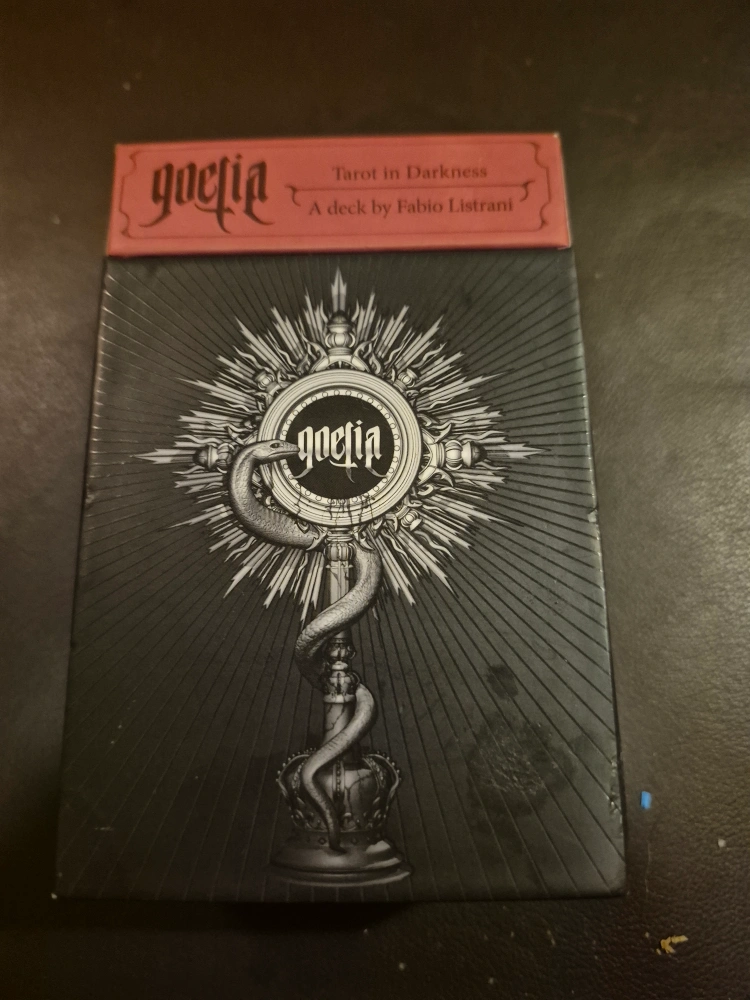 goetia
Tarot in Darkness
A deck by Fabio Listrani
goetia